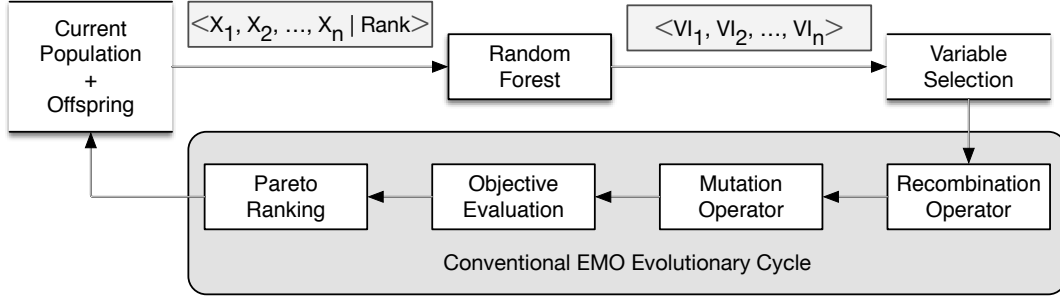 Current
Population
+
Offspring
<X1, X2, ..., Xn | Rank>
Random
Forest
<VI1, VI2, ..., VIn>
Variable
Selection
Pareto
Ranking
Objective
Evaluation
Mutation
Operator
Recombination
Operator
Conventional EMO Evolutionary Cycle